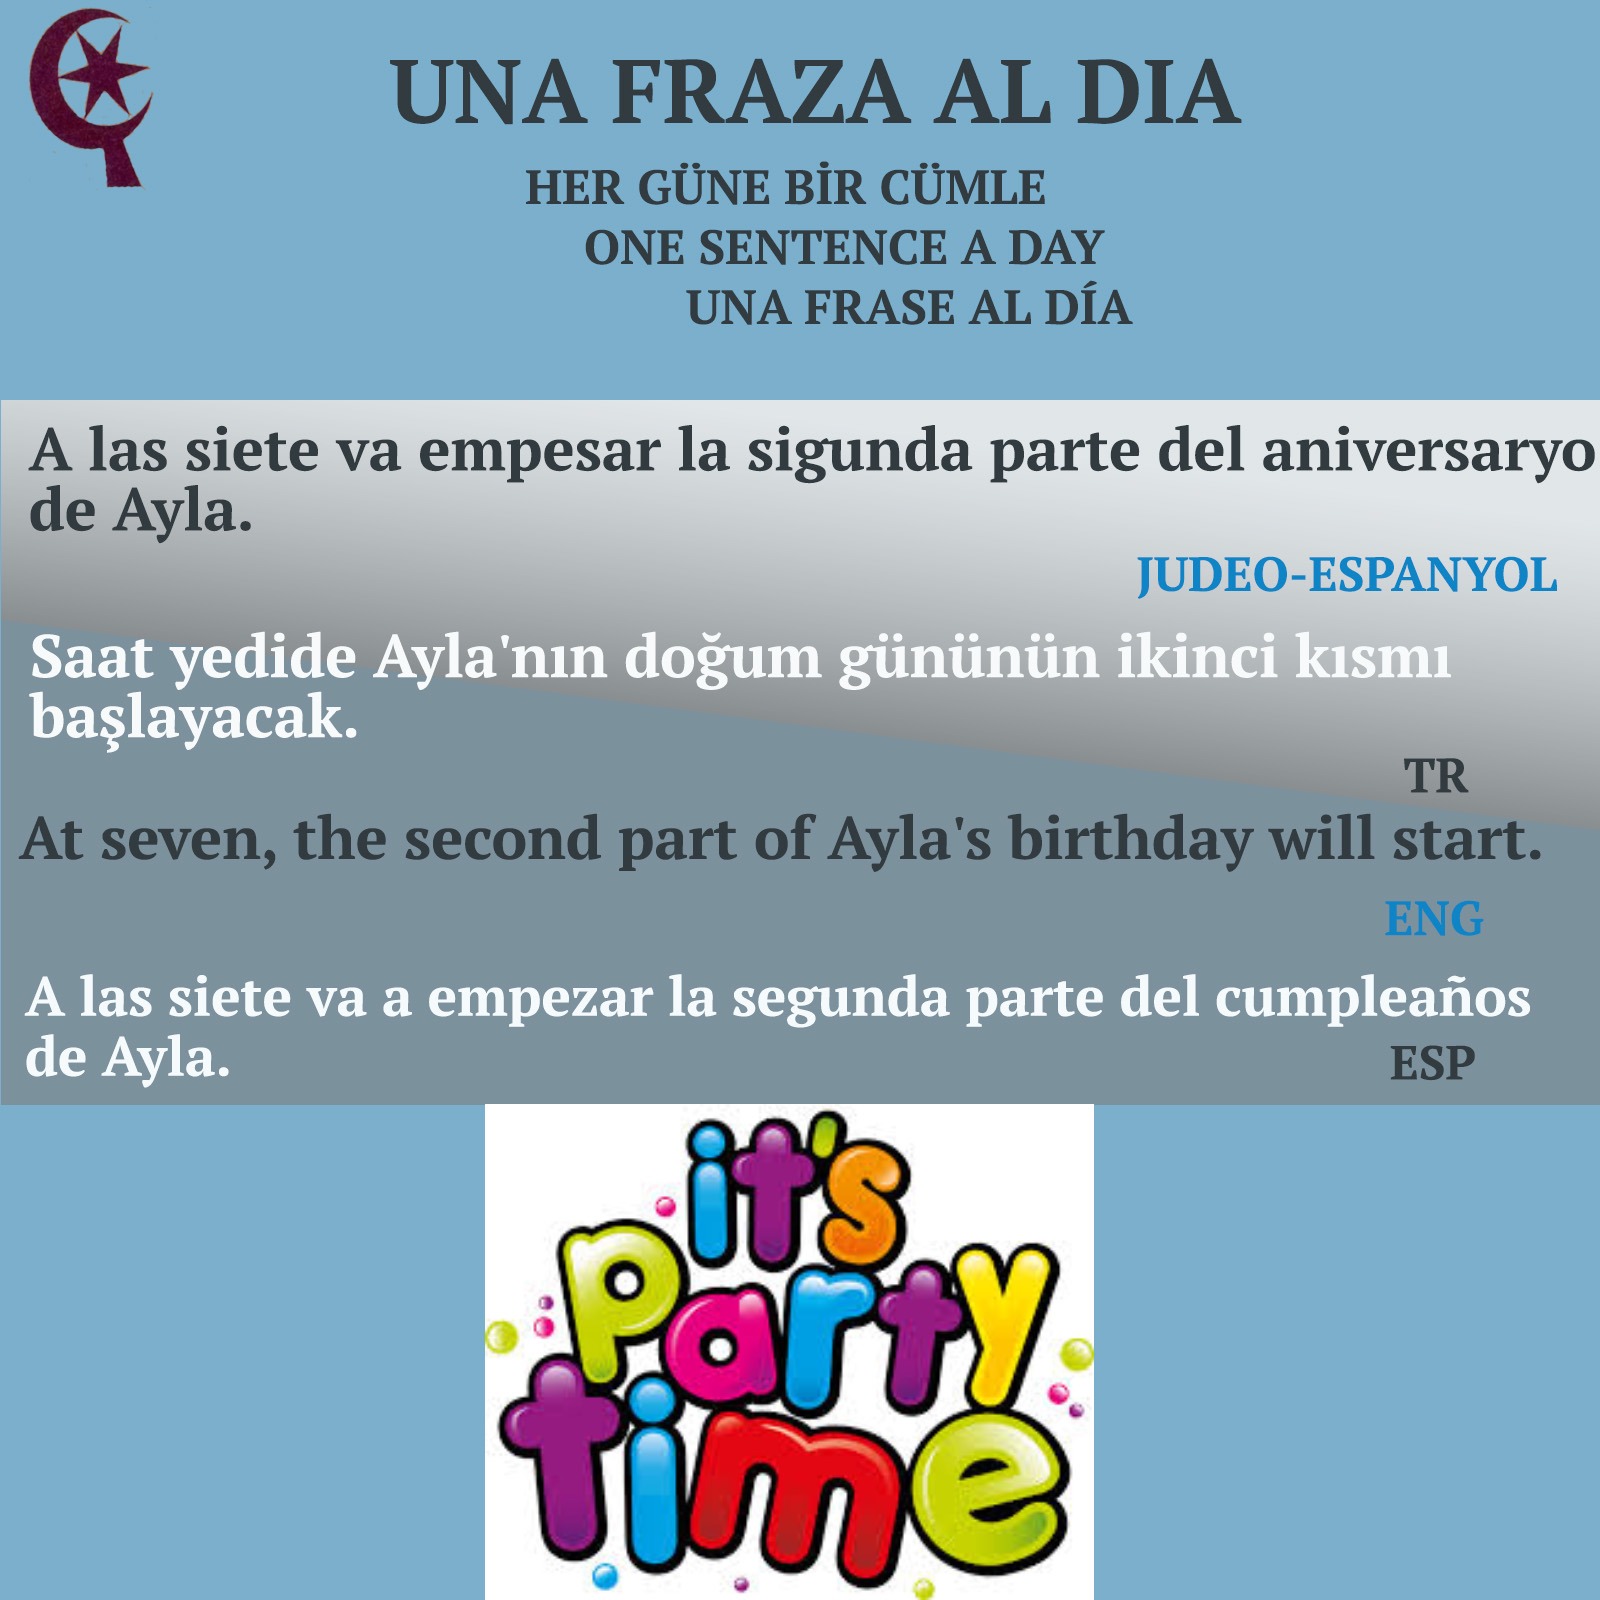 UNA FRAZA AL DIA
HER GÜNE BİR CÜMLE
ONE SENTENCE A DAY
UNA FRASE AL DÍA
A las siete va empesar la sigunda parte del aniversaryo
de Ayla.
JUDEO-ESPANYOL
Saat yedide Ayla'nın doğum gününün ikinci kısmı
başlayacak.
TR
At seven, the second part of Ayla's birthday will start.
ENG
A las siete va a empezar la segunda parte del cumpleaños
de Ayla.
ESP
it's
party
time